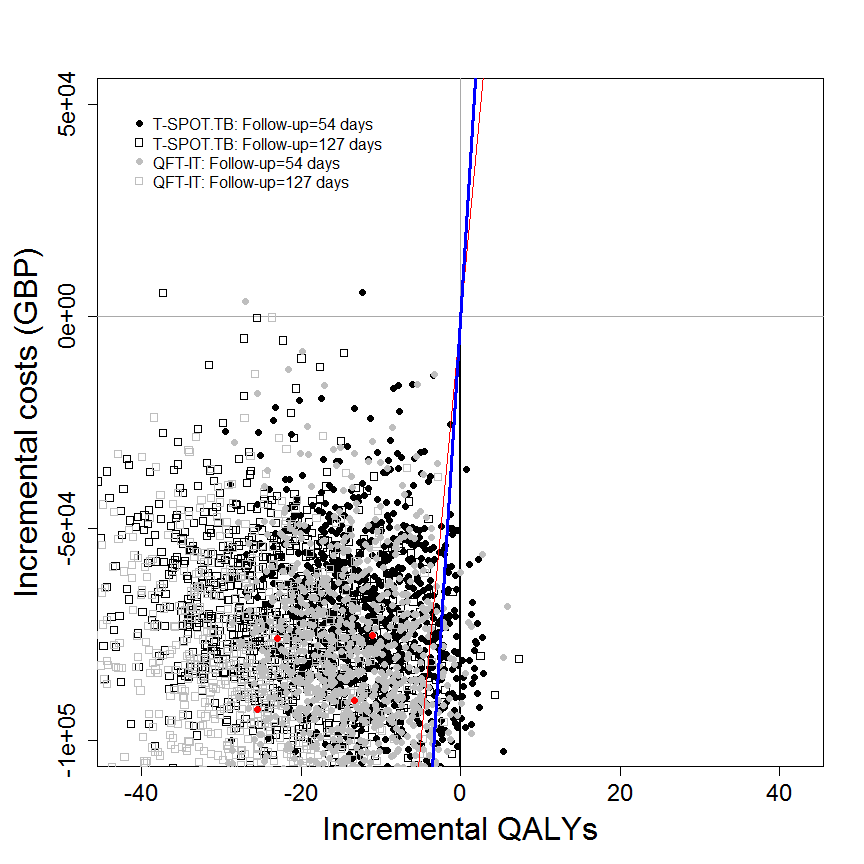 5e+04
T-SPOT.TB: Follow-up=54 days
T-SPOT.TB: Follow-up=127 days
QFT-IT: Follow-up=54 days
QFT-IT: Follow-up=127 days
Incremental costs (GBP)
0e+00
-5e+04
-1e+05
-40 -20 0 20 40
Incremental QALYs